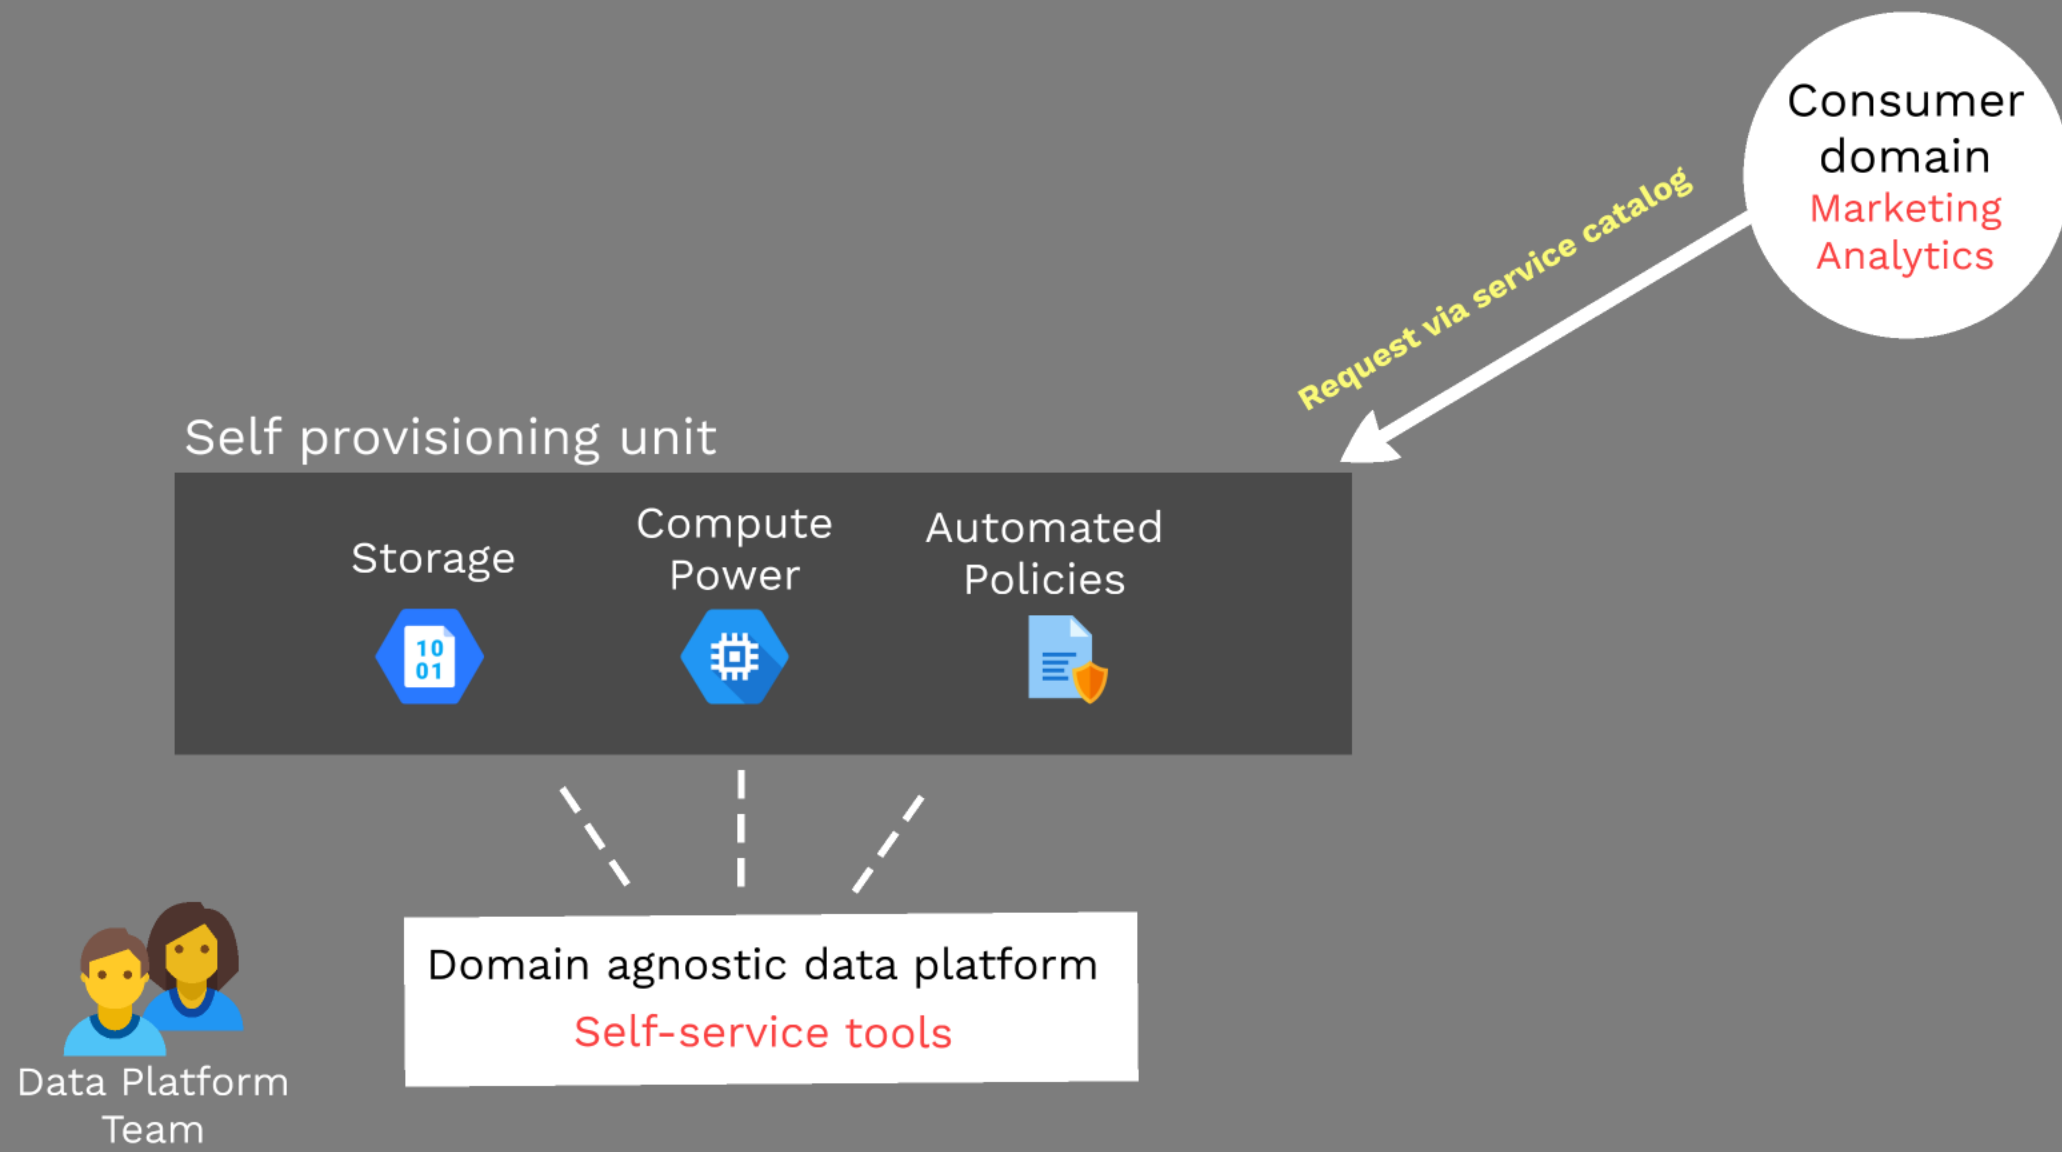 Consumer
domain
Marketing
Analytics
Request via service catalog
Self provisioning unit
Storage
Compute
Power
Automated
Policies
10
01
Domain agnostic data platform
Self-service tools
Data Platform
Team